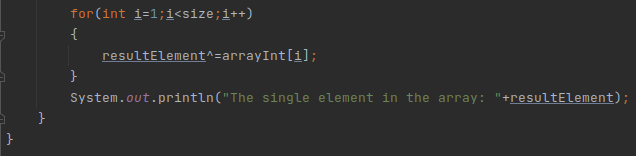 for(int i=1;i<size;i++)
{
resultElement^=arrayInt[i];
}
System.out.println("The single element in the array: "+resultElement);
}
}